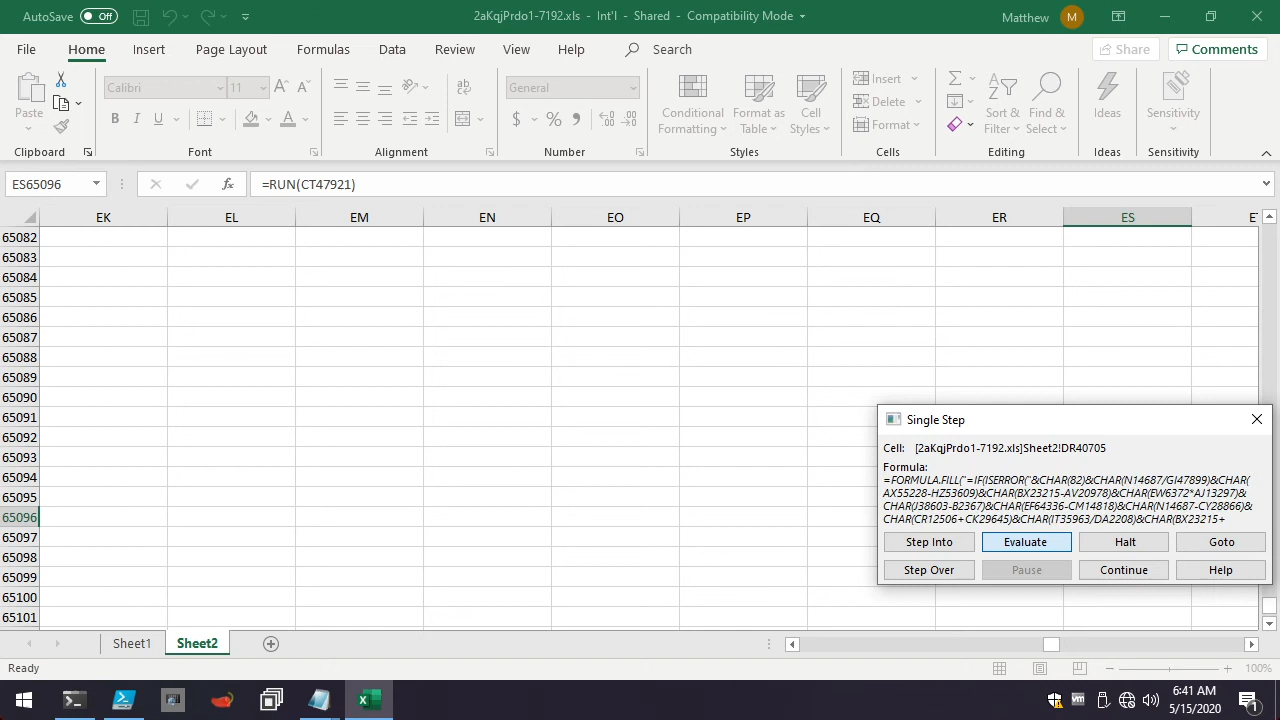 AutoSave Off 2aKqjPrdo1-7192.xls - Int'l - Shared - Compatibility Mode Matthew M
File Home Insert Page Layout Formulas Data Review View Help Search Share Comments
Paste Calibri 11 General Conditional Formatting Format as Table Cell Styles Insert Delete Format Sort & Filter Find & Select Ideas Sensitivity
B I U A $ % ,
Clipboard Font Alignment Number Styles Cells Editing Ideas Sensitivity
ES65096 fx =RUN(CT47921)
EK EL EM EN EO EP EQ ER ES
65082
65083
65084
65085
65086
65087
65088
65089
65090
65091
65092
65093
65094
65095
65096
65097
65098
65099
65100
65101
Single Step
Cell: [2aKqjPrdo1-7192.xls]Sheet2!DR40705
Formula:
=FORMULA.FILL("=IF(ISERROR("&CHAR(82)&CHAR(N14687/GI47899)&CHAR(
AX55228-HZ53609)&CHAR(BX23215-AV20978)&CHAR(EW6372*AJ13297)&
CHAR(J38603-B2367)&CHAR(EF64336-CM14818)&CHAR(N14687-CY28866)&
CHAR(CR12506+CK29645)&CHAR(IT35963/DA2208)&CHAR(BX23215+
Step Into Evaluate Halt Goto
Step Over Pause Continue Help
Sheet1 Sheet2
Ready 100%
6:41 AM
5/15/2020
1